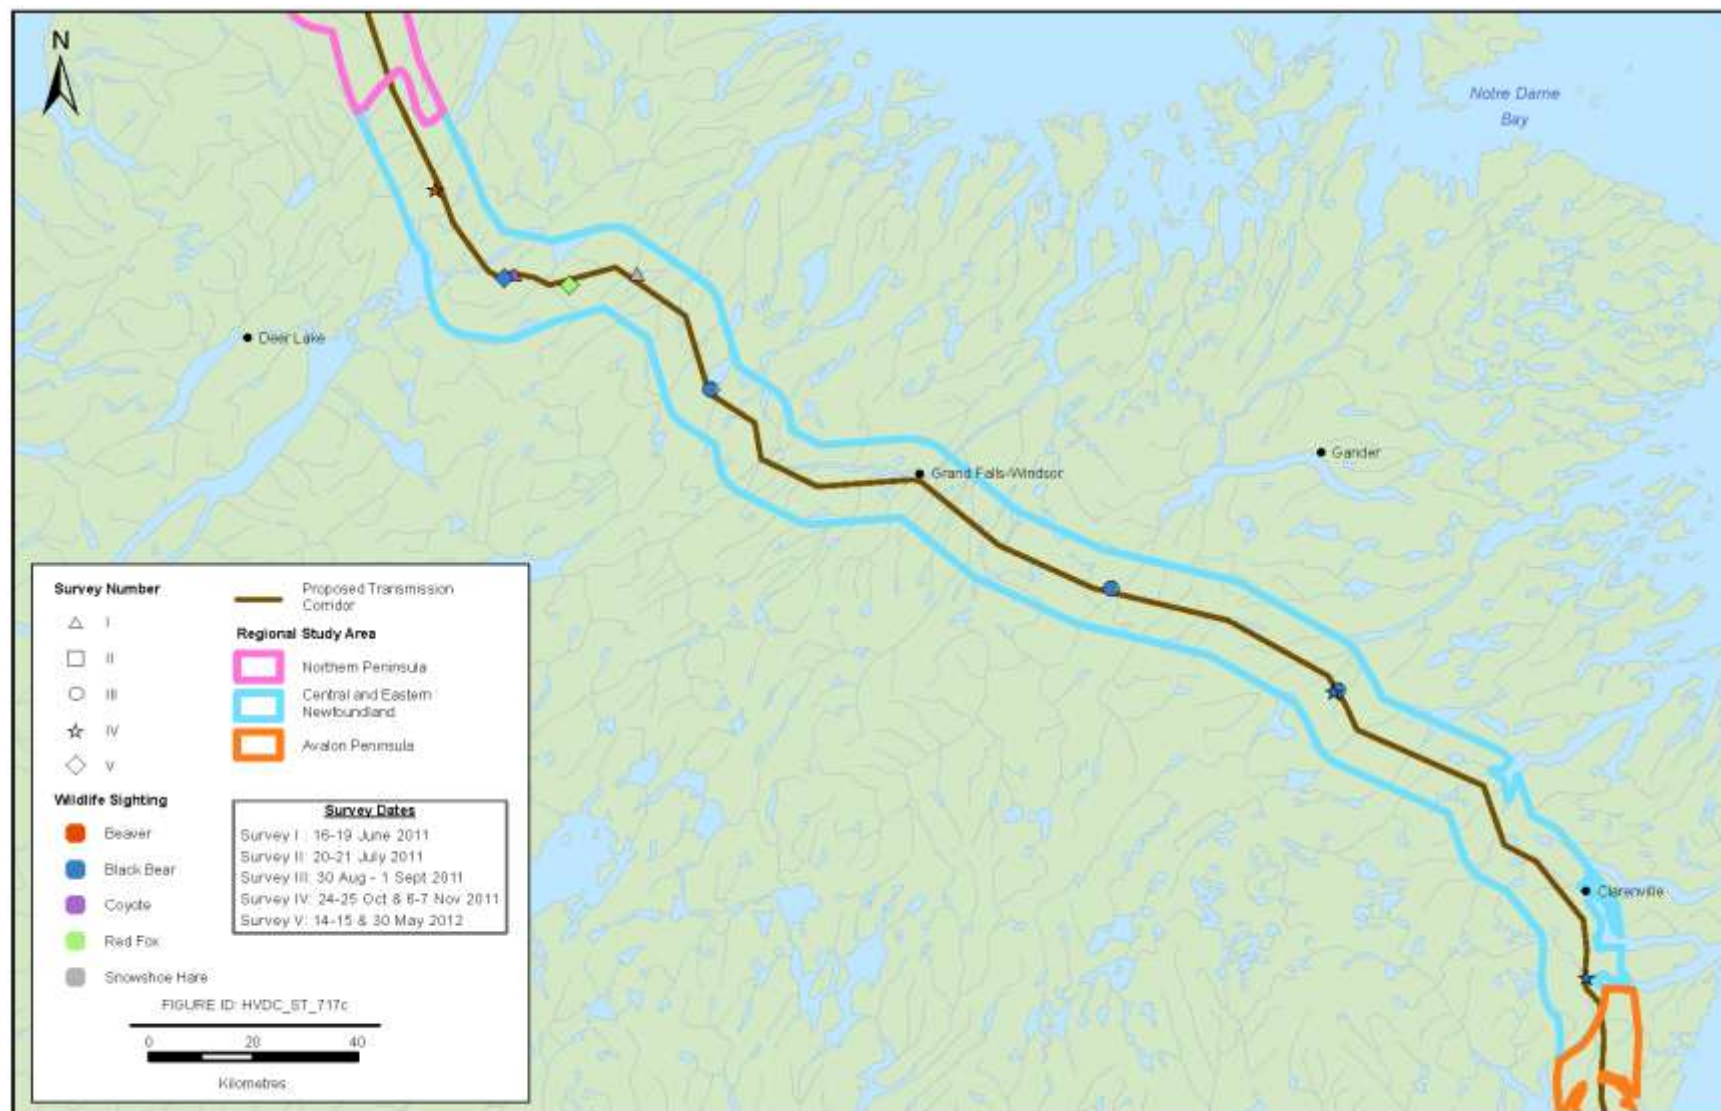 N
Notre Dame
Bay
Deer Lake
Gander
Grand Falls-Windsor
Clarenville
Survey Number
I
II
III
IV
V
Wildlife Sighting
Beaver
Black Bear
Coyote
Red Fox
Snowshoe Hare
Proposed Transmission
Corridor
Regional Study Area
Northern Peninsula
Central and Eastern
Newfoundland
Avalon Peninsula
Survey Dates
Survey I : 16-19 June 2011
Survey II: 20-21 July 2011
Survey III: 30 Aug - 1 Sept 2011
Survey IV: 24-25 Oct & 6-7 Nov 2011
Survey V: 14-15 & 30 May 2012
FIGURE ID: HVDC_ST_717c
0 20 40
Kilometres